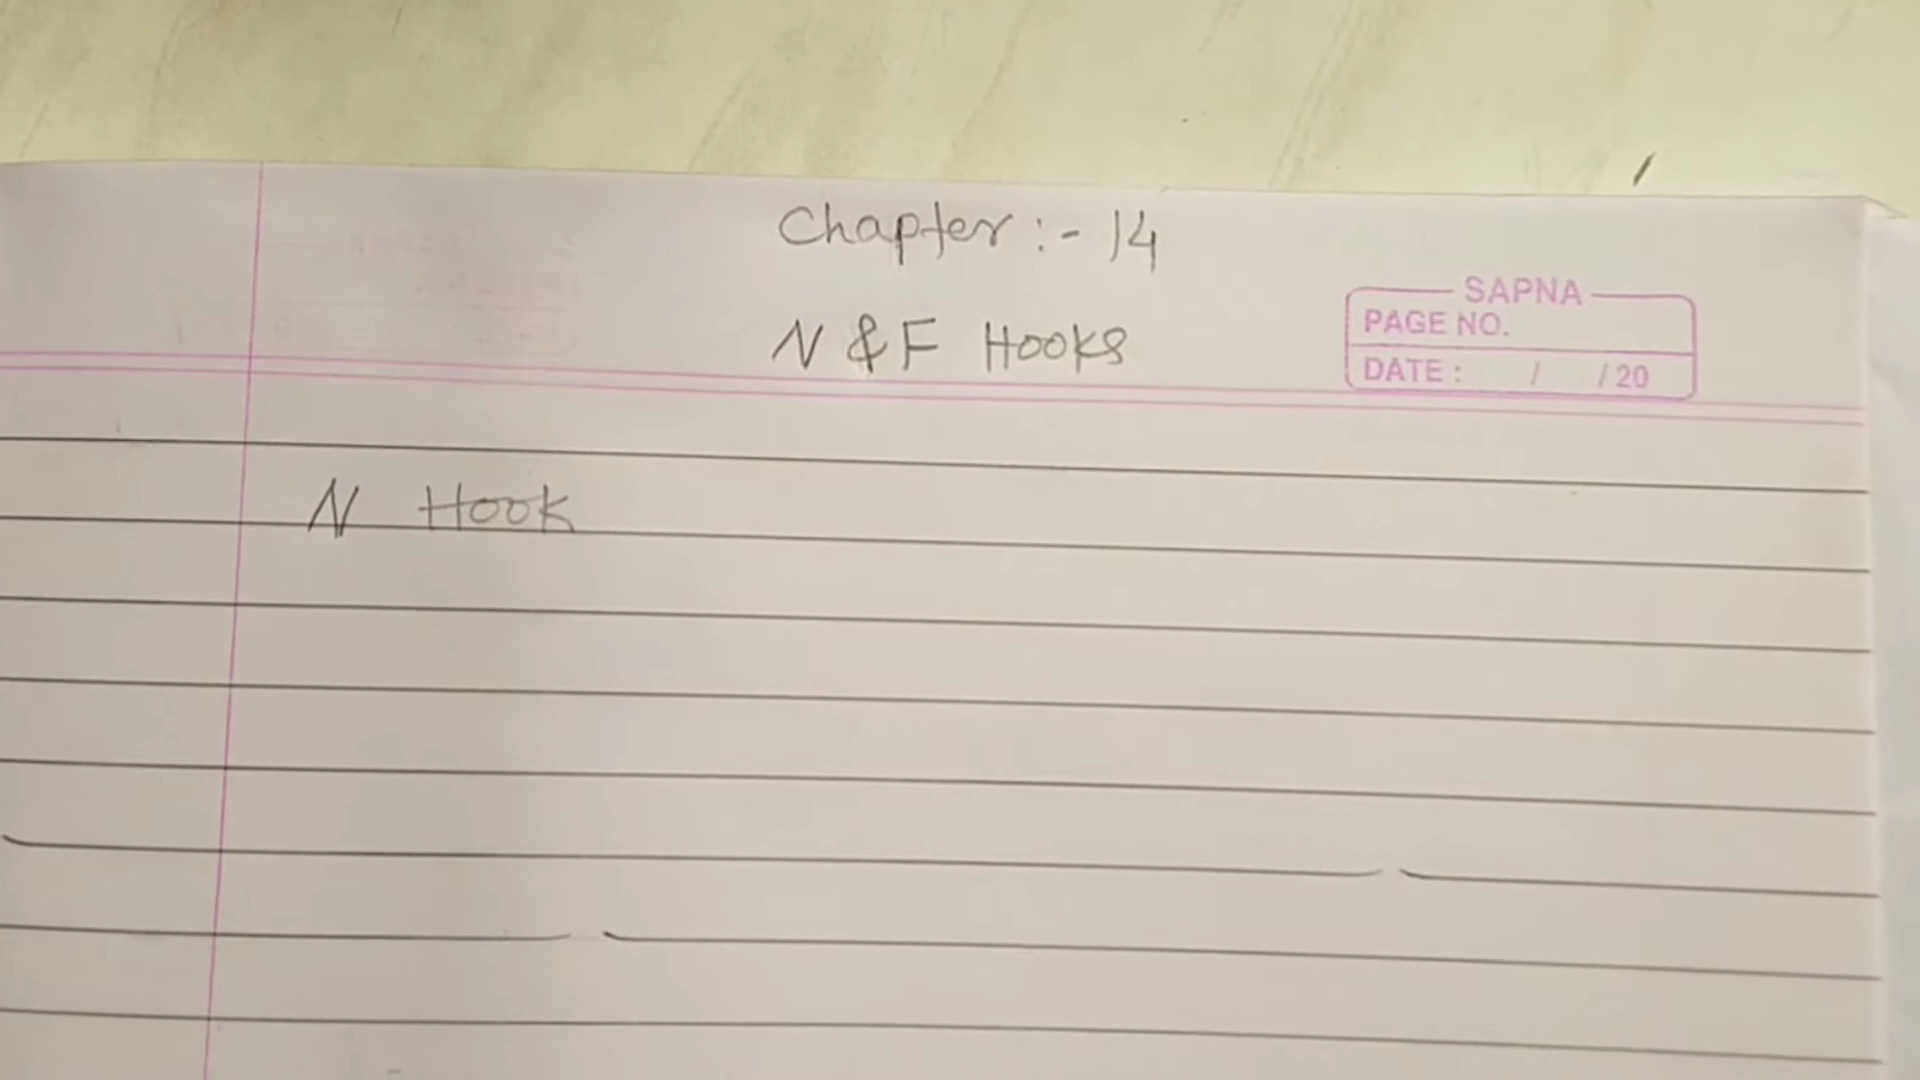 Chapter :- 14
N & F Hooks
SAPNA
PAGE NO.
DATE : / / 20
N Hook